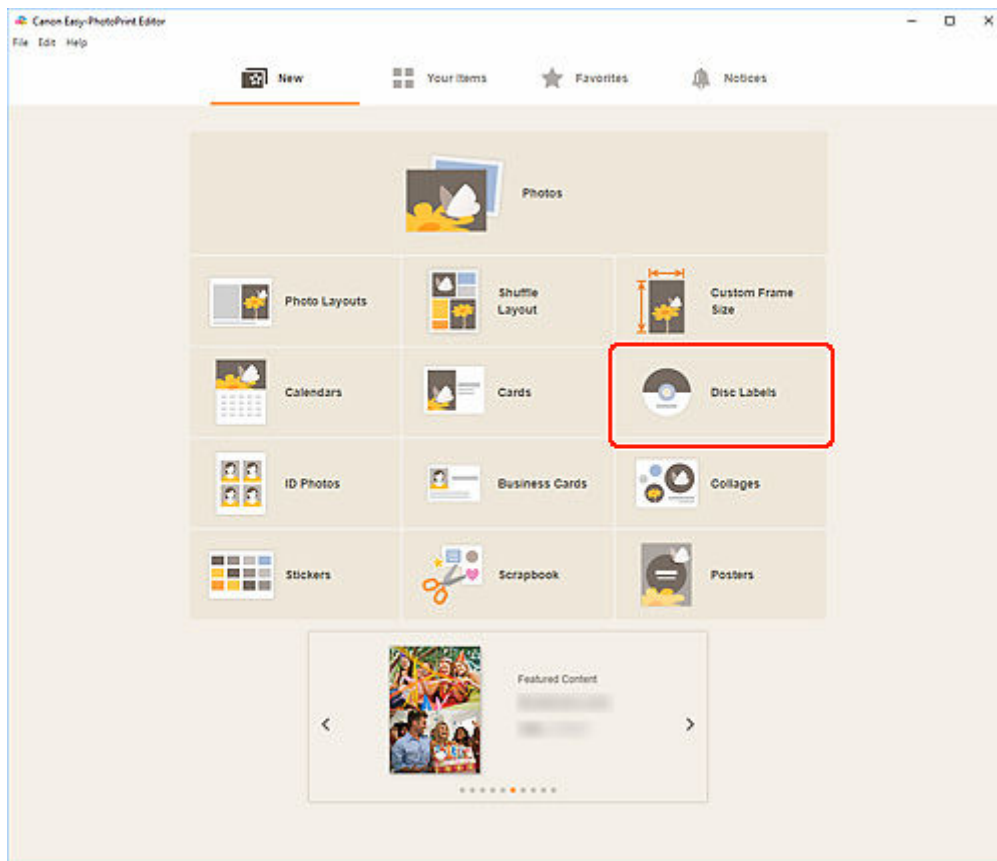 Canon Easy-PhotoPrint Editor
File Edit Help
New
Your Items
Favorites
Notices
Photos
Photo Layouts
Shuffle
Layout
Custom Frame
Size
Calendars
Cards
Disc Labels
ID Photos
Business Cards
Collages
Stickers
Scrapbook
Posters
Featured Content